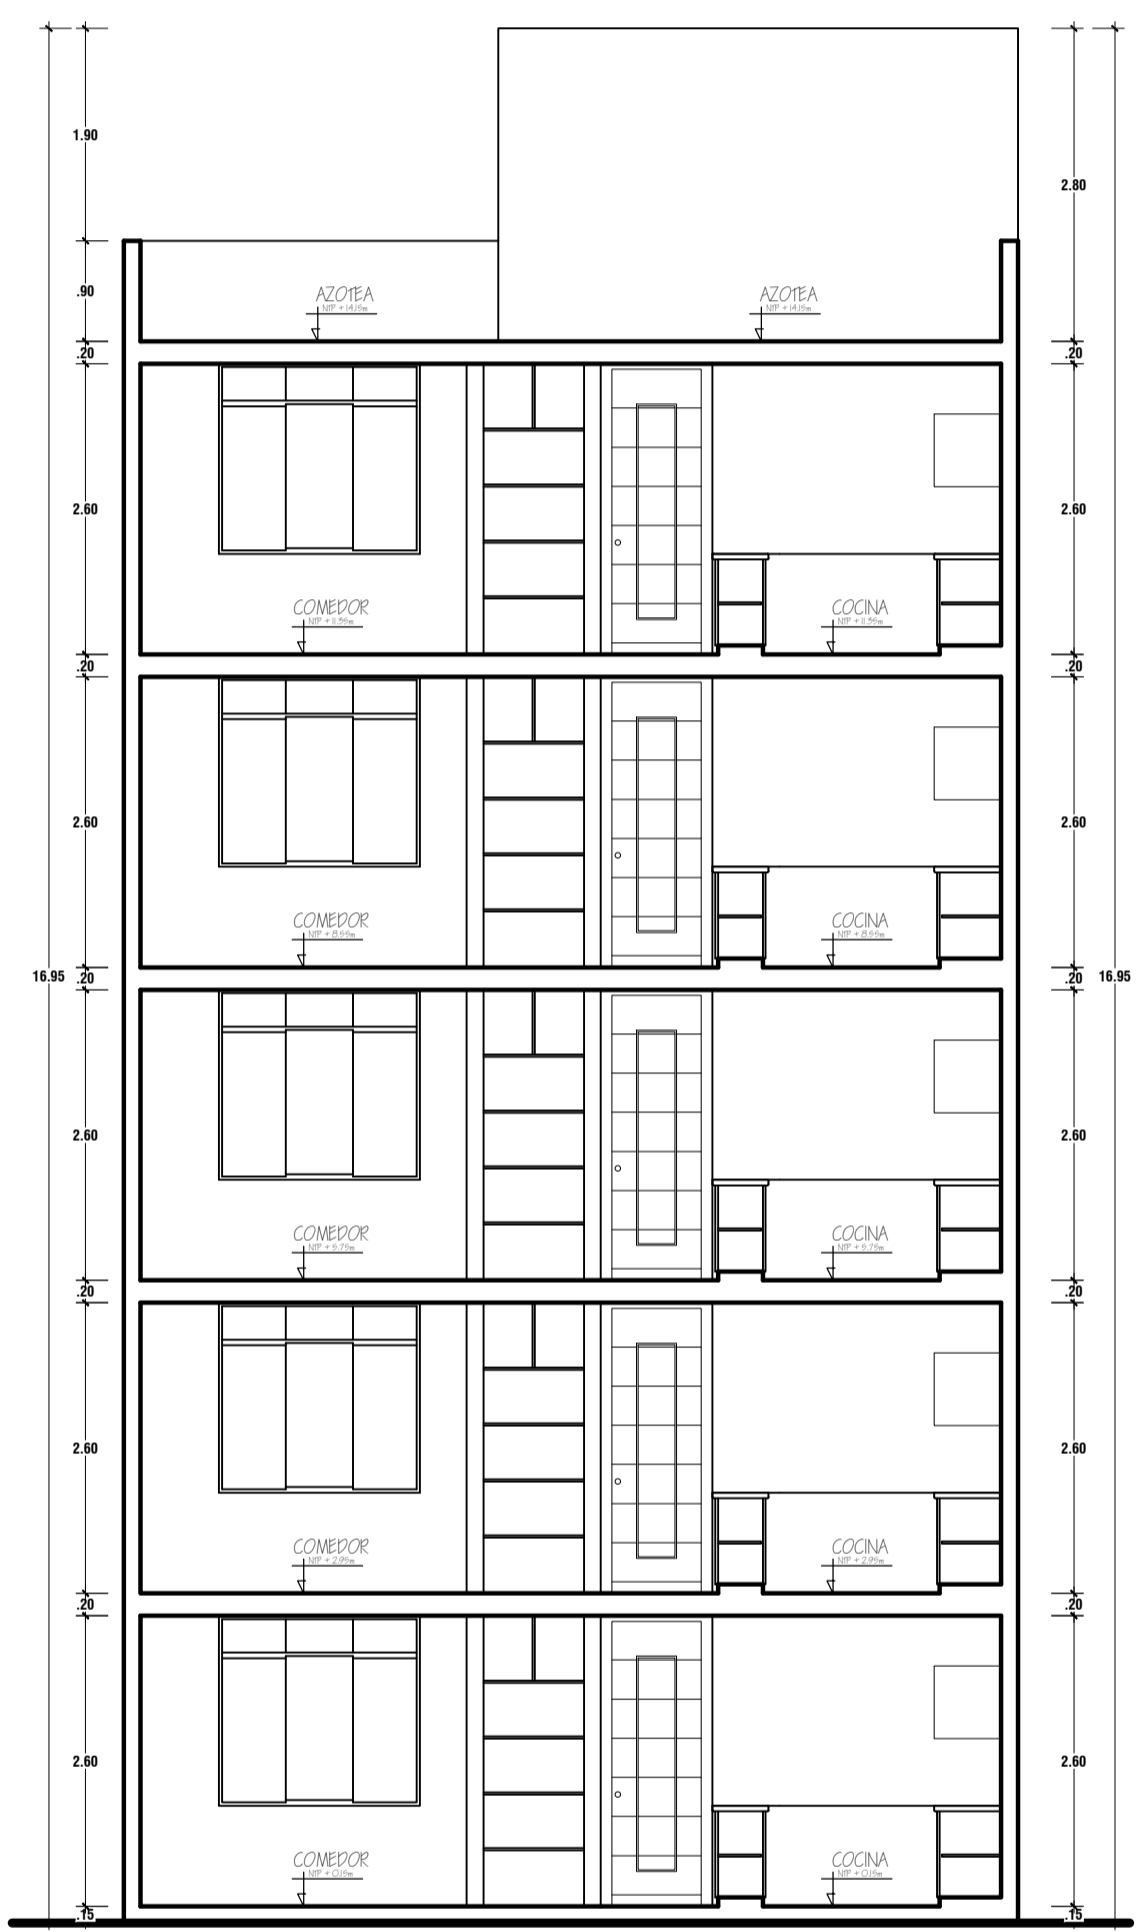 1.90
2.80
.90
AZOTEA
NTP + 14.15m
AZOTEA
NTP + 14.15m
.20
.20
2.60
2.60
COMEDOR
NTP + 11.35m
COCINA
NTP + 11.35m
.20
.20
2.60
2.60
COMEDOR
NTP + 8.55m
COCINA
NTP + 8.55m
16.95
.20
.20
16.95
2.60
2.60
COMEDOR
NTP + 5.75m
COCINA
NTP + 5.75m
.20
.20
2.60
2.60
COMEDOR
NTP + 2.95m
COCINA
NTP + 2.95m
.20
.20
2.60
2.60
COMEDOR
NTP + 0.15m
COCINA
NTP + 0.15m
.15
.15